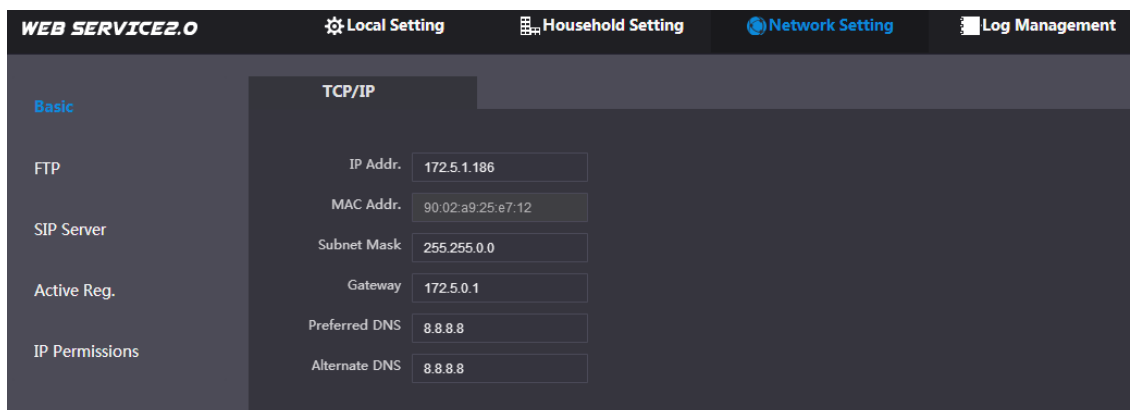 WEB SERVICE2.0
Local Setting
Household Setting
Network Setting
Log Management
Basic
FTP
SIP Server
Active Reg.
IP Permissions
TCP/IP
IP Addr. 172.5.1.186
MAC Addr. 90:02:a9:25:e7:12
Subnet Mask 255.255.0.0
Gateway 172.5.0.1
Preferred DNS 8.8.8.8
Alternate DNS 8.8.8.8